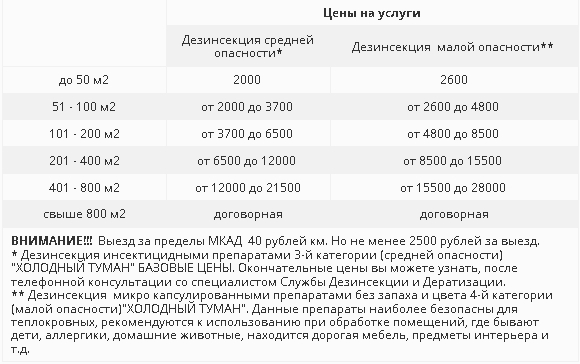 Цены на услуги
Дезинсекция средней
опасности*
Дезинсекция малой опасности**
до 50 м2 2000 2600
51 - 100 м2 от 2000 до 3700 от 2600 до 4800
101 - 200 м2 от 3700 до 6500 от 4800 до 8500
201 - 400 м2 от 6500 до 12000 от 8500 до 15500
401 - 800 м2 от 12000 до 21500 от 15500 до 28000
свыше 800 м2 договорная договорная
ВНИМАНИЕ!!! Выезд за пределы МКАД 40 рублей км. Но не менее 2500 рублей за выезд.
* Дезинсекция инсектицидными препаратами 3-й категории (средней опасности)
"ХОЛОДНЫЙ ТУМАН" БАЗОВЫЕ ЦЕНЫ. Окончательные цены вы можете узнать, после
телефонной консультации со специалистом Службы Дезинсекции и Дератизации.
** Дезинсекция микро капсулированными препаратами без запаха и цвета 4-й категории
(малой опасности)"ХОЛОДНЫЙ ТУМАН". Данные препараты наиболее безопасны для
теплокровных, рекомендуются к использованию при обработке помещений, где бывают
дети, аллергики, домашние животные, находится дорогая мебель, предметы интерьера и
т.д.